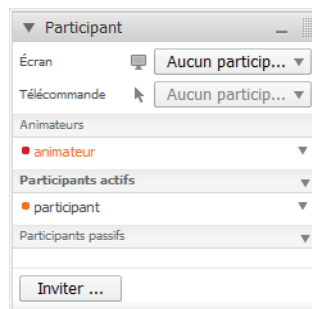 Participant
Écran Aucun particip...
Télécommande Aucun particip...
Animateurs
animateur
Participants actifs
participant
Participants passifs
Inviter ...